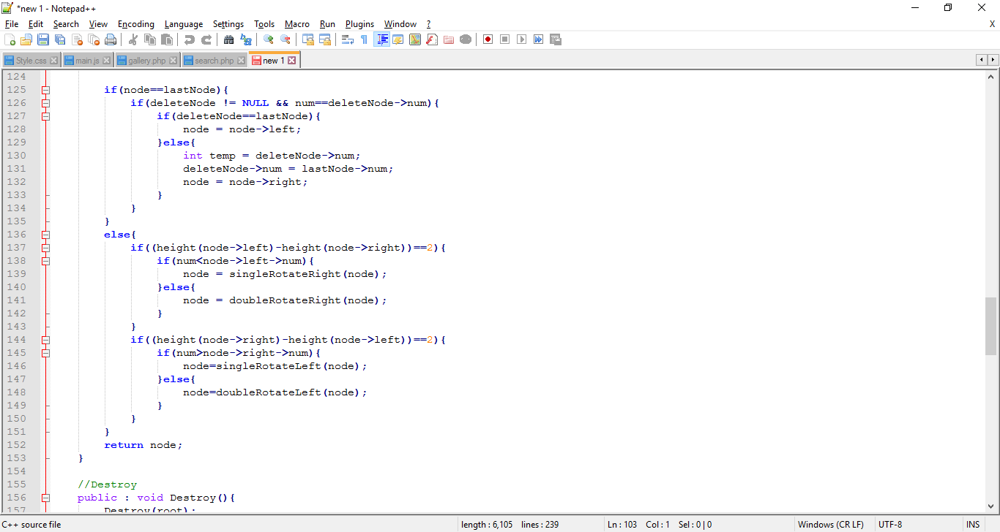 *new 1 - Notepad++
File Edit Search View Encoding Language Settings Tools Macro Run Plugins Window ? X
Style.css main.js gallery.php search.php new 1
124
125 if(node==lastNode){
126 if(deleteNode != NULL && num==deleteNode->num){
127 if(deleteNode==lastNode){
128 node = node->left;
129 }else{
130 int temp = deleteNode->num;
131 deleteNode->num = lastNode->num;
132 node = node->right;
133 }
134 }
135 }
136 else{
137 if((height(node->left)-height(node->right))==2){
138 if(num<node->left->num){
139 node = singleRotateRight(node);
140 }else{
141 node = doubleRotateRight(node);
142 }
143 }
144 if((height(node->right)-height(node->left))==2){
145 if(num>node->right->num){
146 node=singleRotateLeft(node);
147 }else{
148 node=doubleRotateLeft(node);
149 }
150 }
151 }
152 return node;
153 }
154
155 //Destroy
156 public : void Destroy(){
157 Destroy(root);
C++ source file length : 6,105 lines : 239 Ln : 103 Col : 1 Sel : 0 | 0 Windows (CR LF) UTF-8 INS